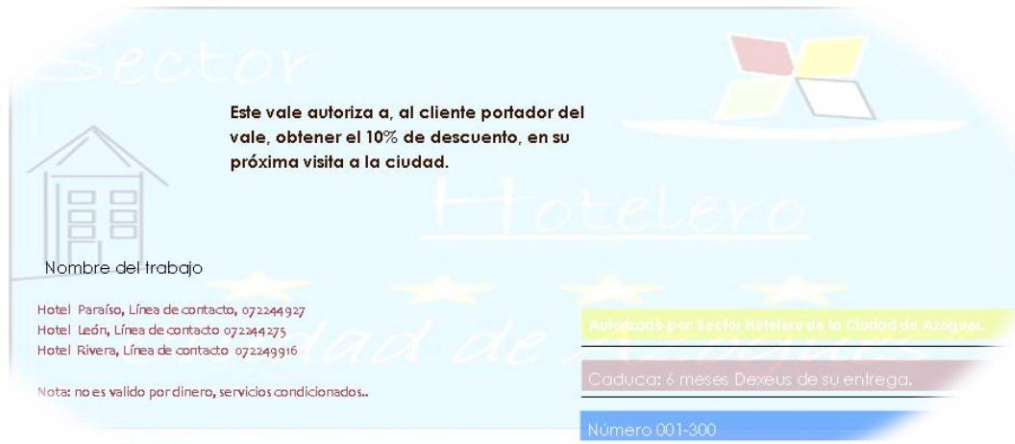 Sector
Este vale autoriza a, al cliente portador del
vale, obtener el 10% de descuento, en su
próxima visita a la ciudad.
Hotelero
Nombre del trabajo
Hotel Paraíso, Línea de contacto, 072244927
Hotel León, Línea de contacto 072244275
Hotel Rivera, Línea de contacto 072249916
Nota: no es valido por dinero, servicios condicionados..
Ciudad de Azogues"
Autorizado por: Sector Hotelero de la Ciudad de Azogues.
Caduca: 6 meses Dexeus de su entrega.
Número 001-300